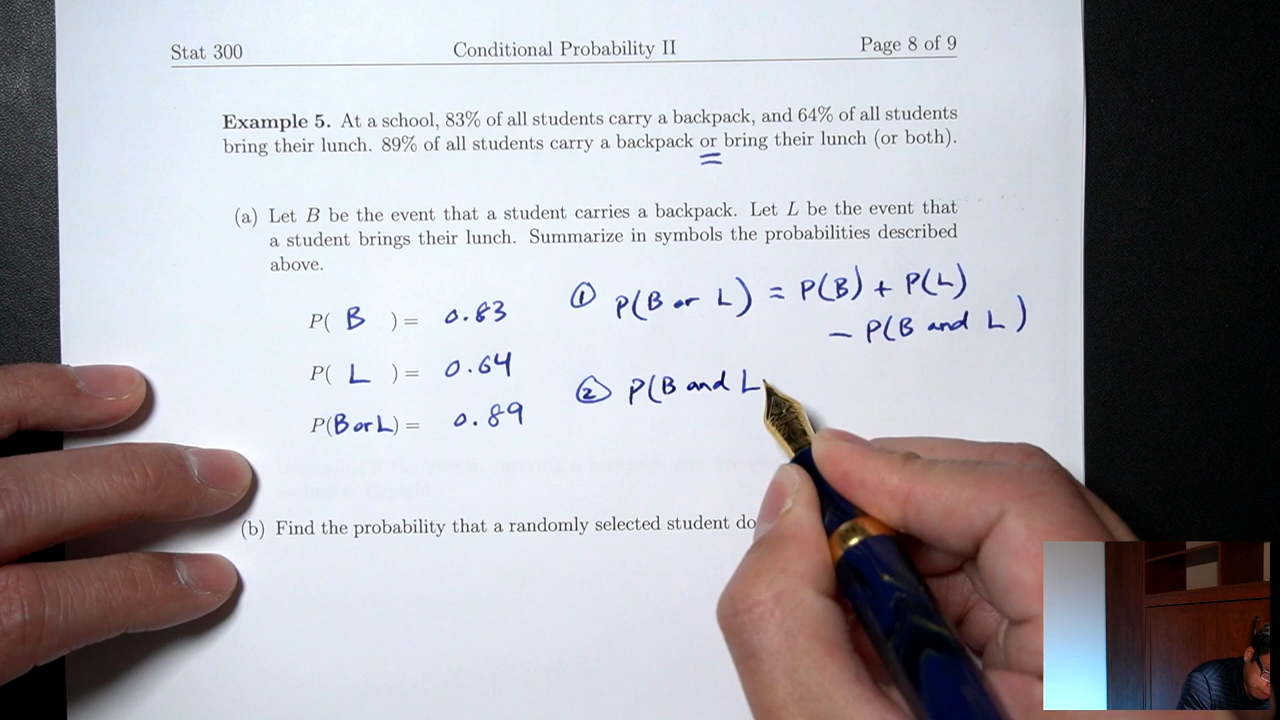 Stat 300 Conditional Probability II Page 8 of 9
Example 5. At a school, 83% of all students carry a backpack, and 64% of all students
bring their lunch. 89% of all students carry a backpack or bring their lunch (or both).
(a) Let B be the event that a student carries a backpack. Let L be the event that
a student brings their lunch. Summarize in symbols the probabilities described
above.
P( B ) = 0.83
P( L ) = 0.64
P(B or L) = 0.89
① P(B or L) = P(B) + P(L)
− P(B and L)
② P(B and L
(b) Find the probability that a randomly selected student do